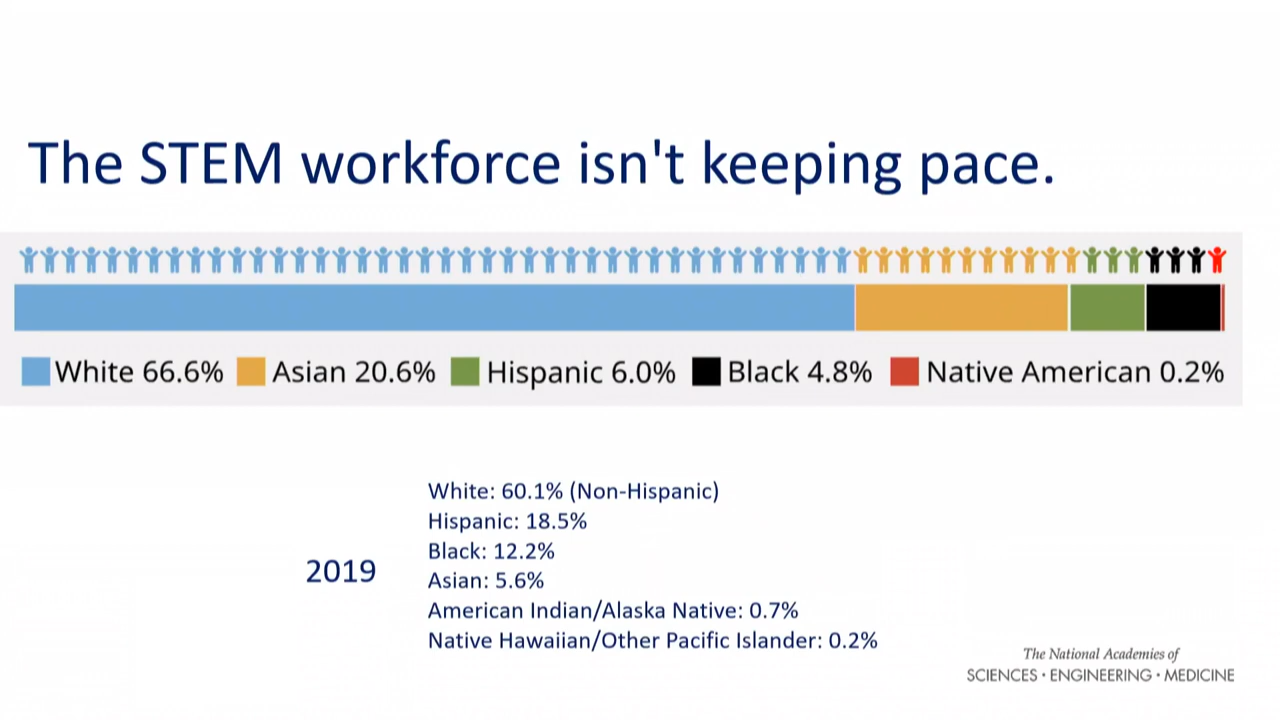 The STEM workforce isn't keeping pace.
White 66.6% Asian 20.6% Hispanic 6.0% Black 4.8% Native American 0.2%
White: 60.1% (Non-Hispanic)
Hispanic: 18.5%
Black: 12.2%
2019
Asian: 5.6%
American Indian/Alaska Native: 0.7%
Native Hawaiian/Other Pacific Islander: 0.2%
The National Academies of
SCIENCES · ENGINEERING · MEDICINE